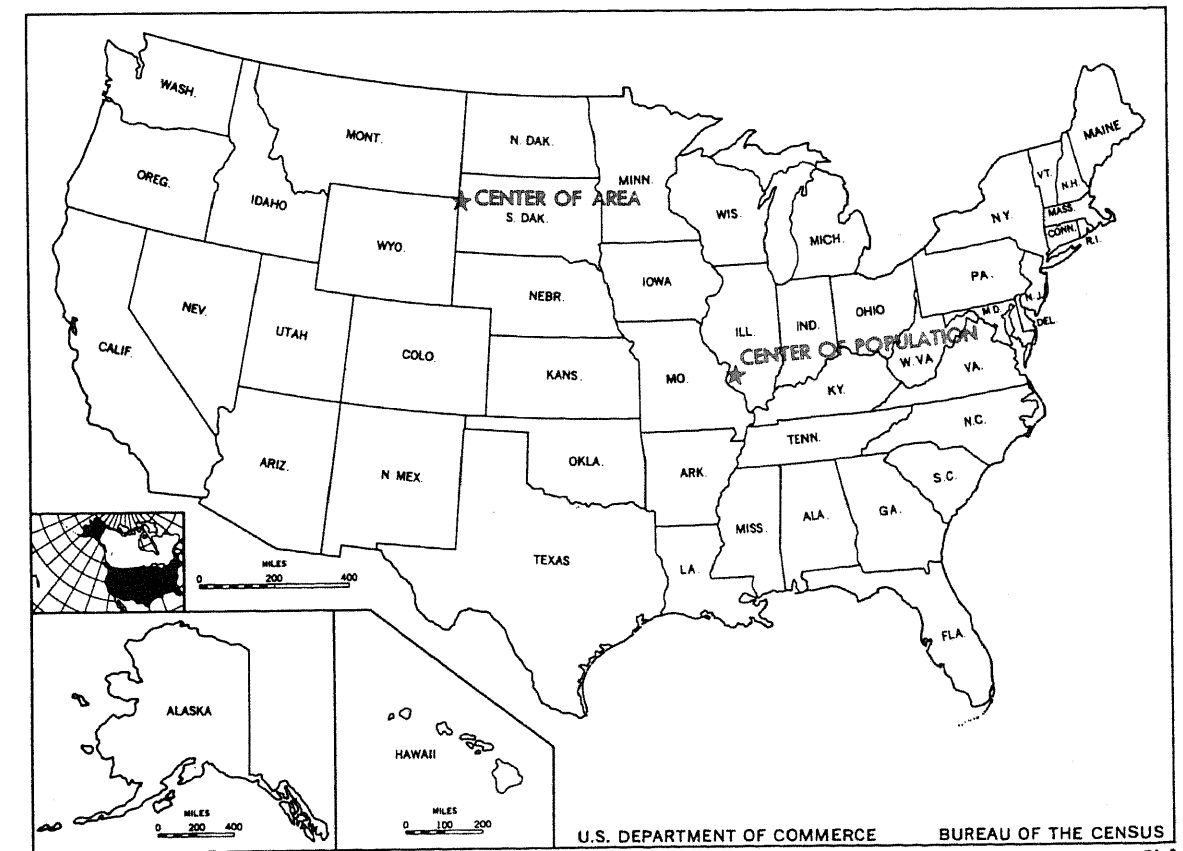 WASH.
MONT.
N. DAK.
MINN.
MAINE
OREG.
IDAHO
CENTER OF AREA
S. DAK.
WYO.
WIS.
MICH.
VT.
N.H.
N.Y.
MASS.
CONN.
R.I.
NEV.
UTAH
NEBR.
IOWA
PA.
N.J.
CALIF.
COLO.
KANS.
MO.
ILL.
IND.
OHIO
MD.
DEL.
CENTER OF POPULATION
W. VA.
VA.
KY.
ARIZ.
N MEX.
OKLA.
ARK.
TENN.
N.C.
S.C.
TEXAS
LA.
MISS.
ALA.
GA.
FLA.
MILES
0 200 400
ALASKA
MILES
0 200 400
HAWAII
MILES
0 100 200
U.S. DEPARTMENT OF COMMERCE BUREAU OF THE CENSUS